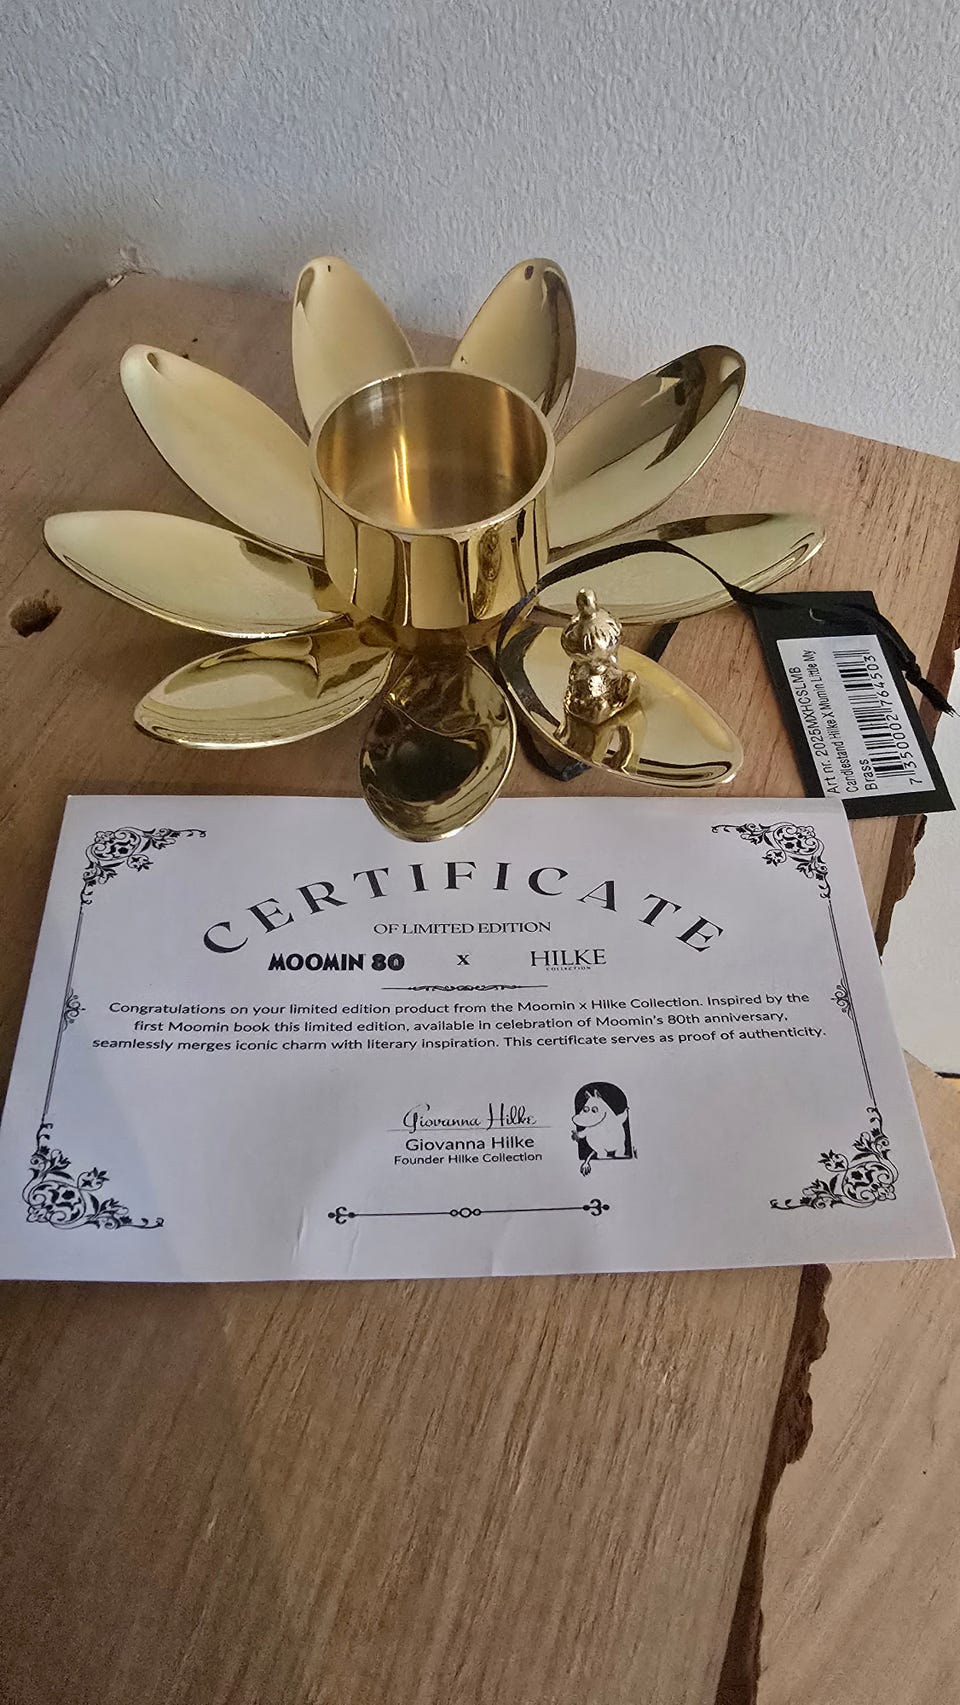 Art nr. 2025MXHCSLMB
Candlestand Hilke X Mumin Little My
Brass
7 350002 764503
CERTIFICATE
OF LIMITED EDITION
MOOMIN 80 x HILKE
COLLECTION
Congratulations on your limited edition product from the Moomin x Hilke Collection. Inspired by the
first Moomin book this limited edition, available in celebration of Moomin's 80th anniversary,
seamlessly merges iconic charm with literary inspiration. This certificate serves as proof of authenticity.
Giovanna Hilke
Giovanna Hilke
Founder Hilke Collection